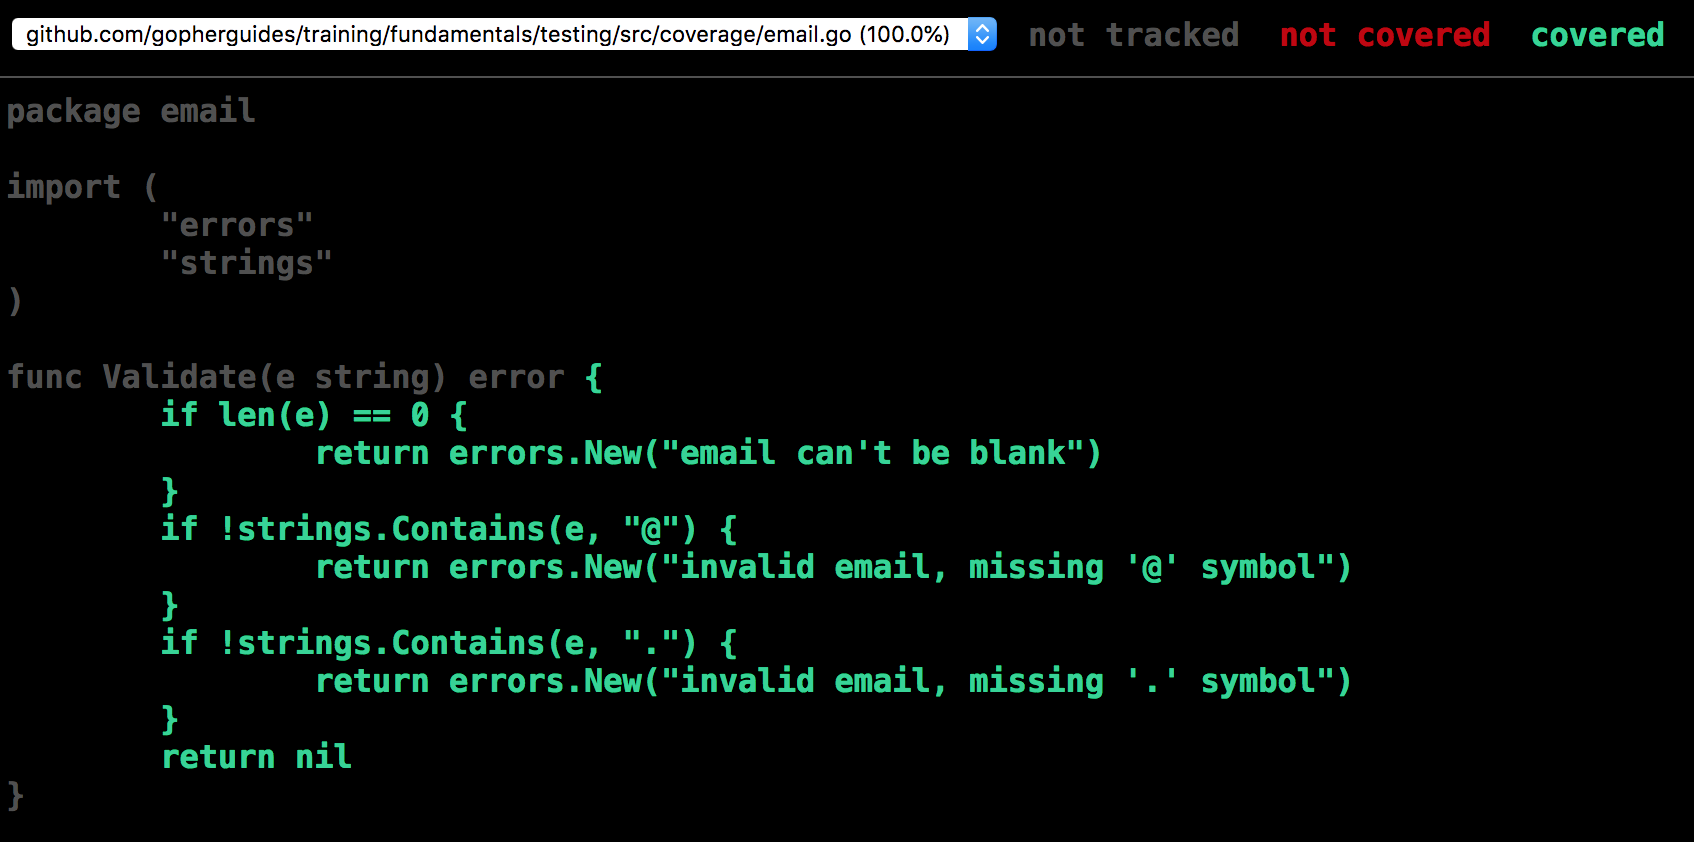 github.com/gopherguides/training/fundamentals/testing/src/coverage/email.go (100.0%) not tracked not covered covered
package email
import (
"errors"
"strings"
)
func Validate(e string) error {
if len(e) == 0 {
return errors.New("email can't be blank")
}
if !strings.Contains(e, "@") {
return errors.New("invalid email, missing '@' symbol")
}
if !strings.Contains(e, ".") {
return errors.New("invalid email, missing '.' symbol")
}
return nil
}